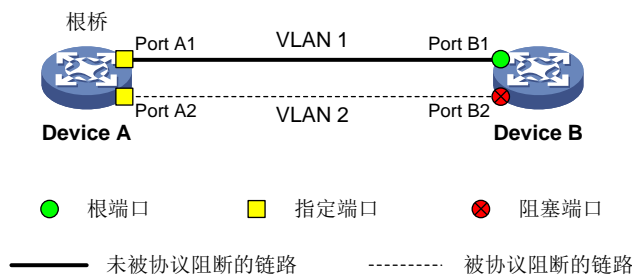 根桥
Port A1
VLAN 1
Port B1
Port A2
VLAN 2
Port B2
Device A
Device B
根端口
指定端口
阻塞端口
未被协议阻断的链路
被协议阻断的链路